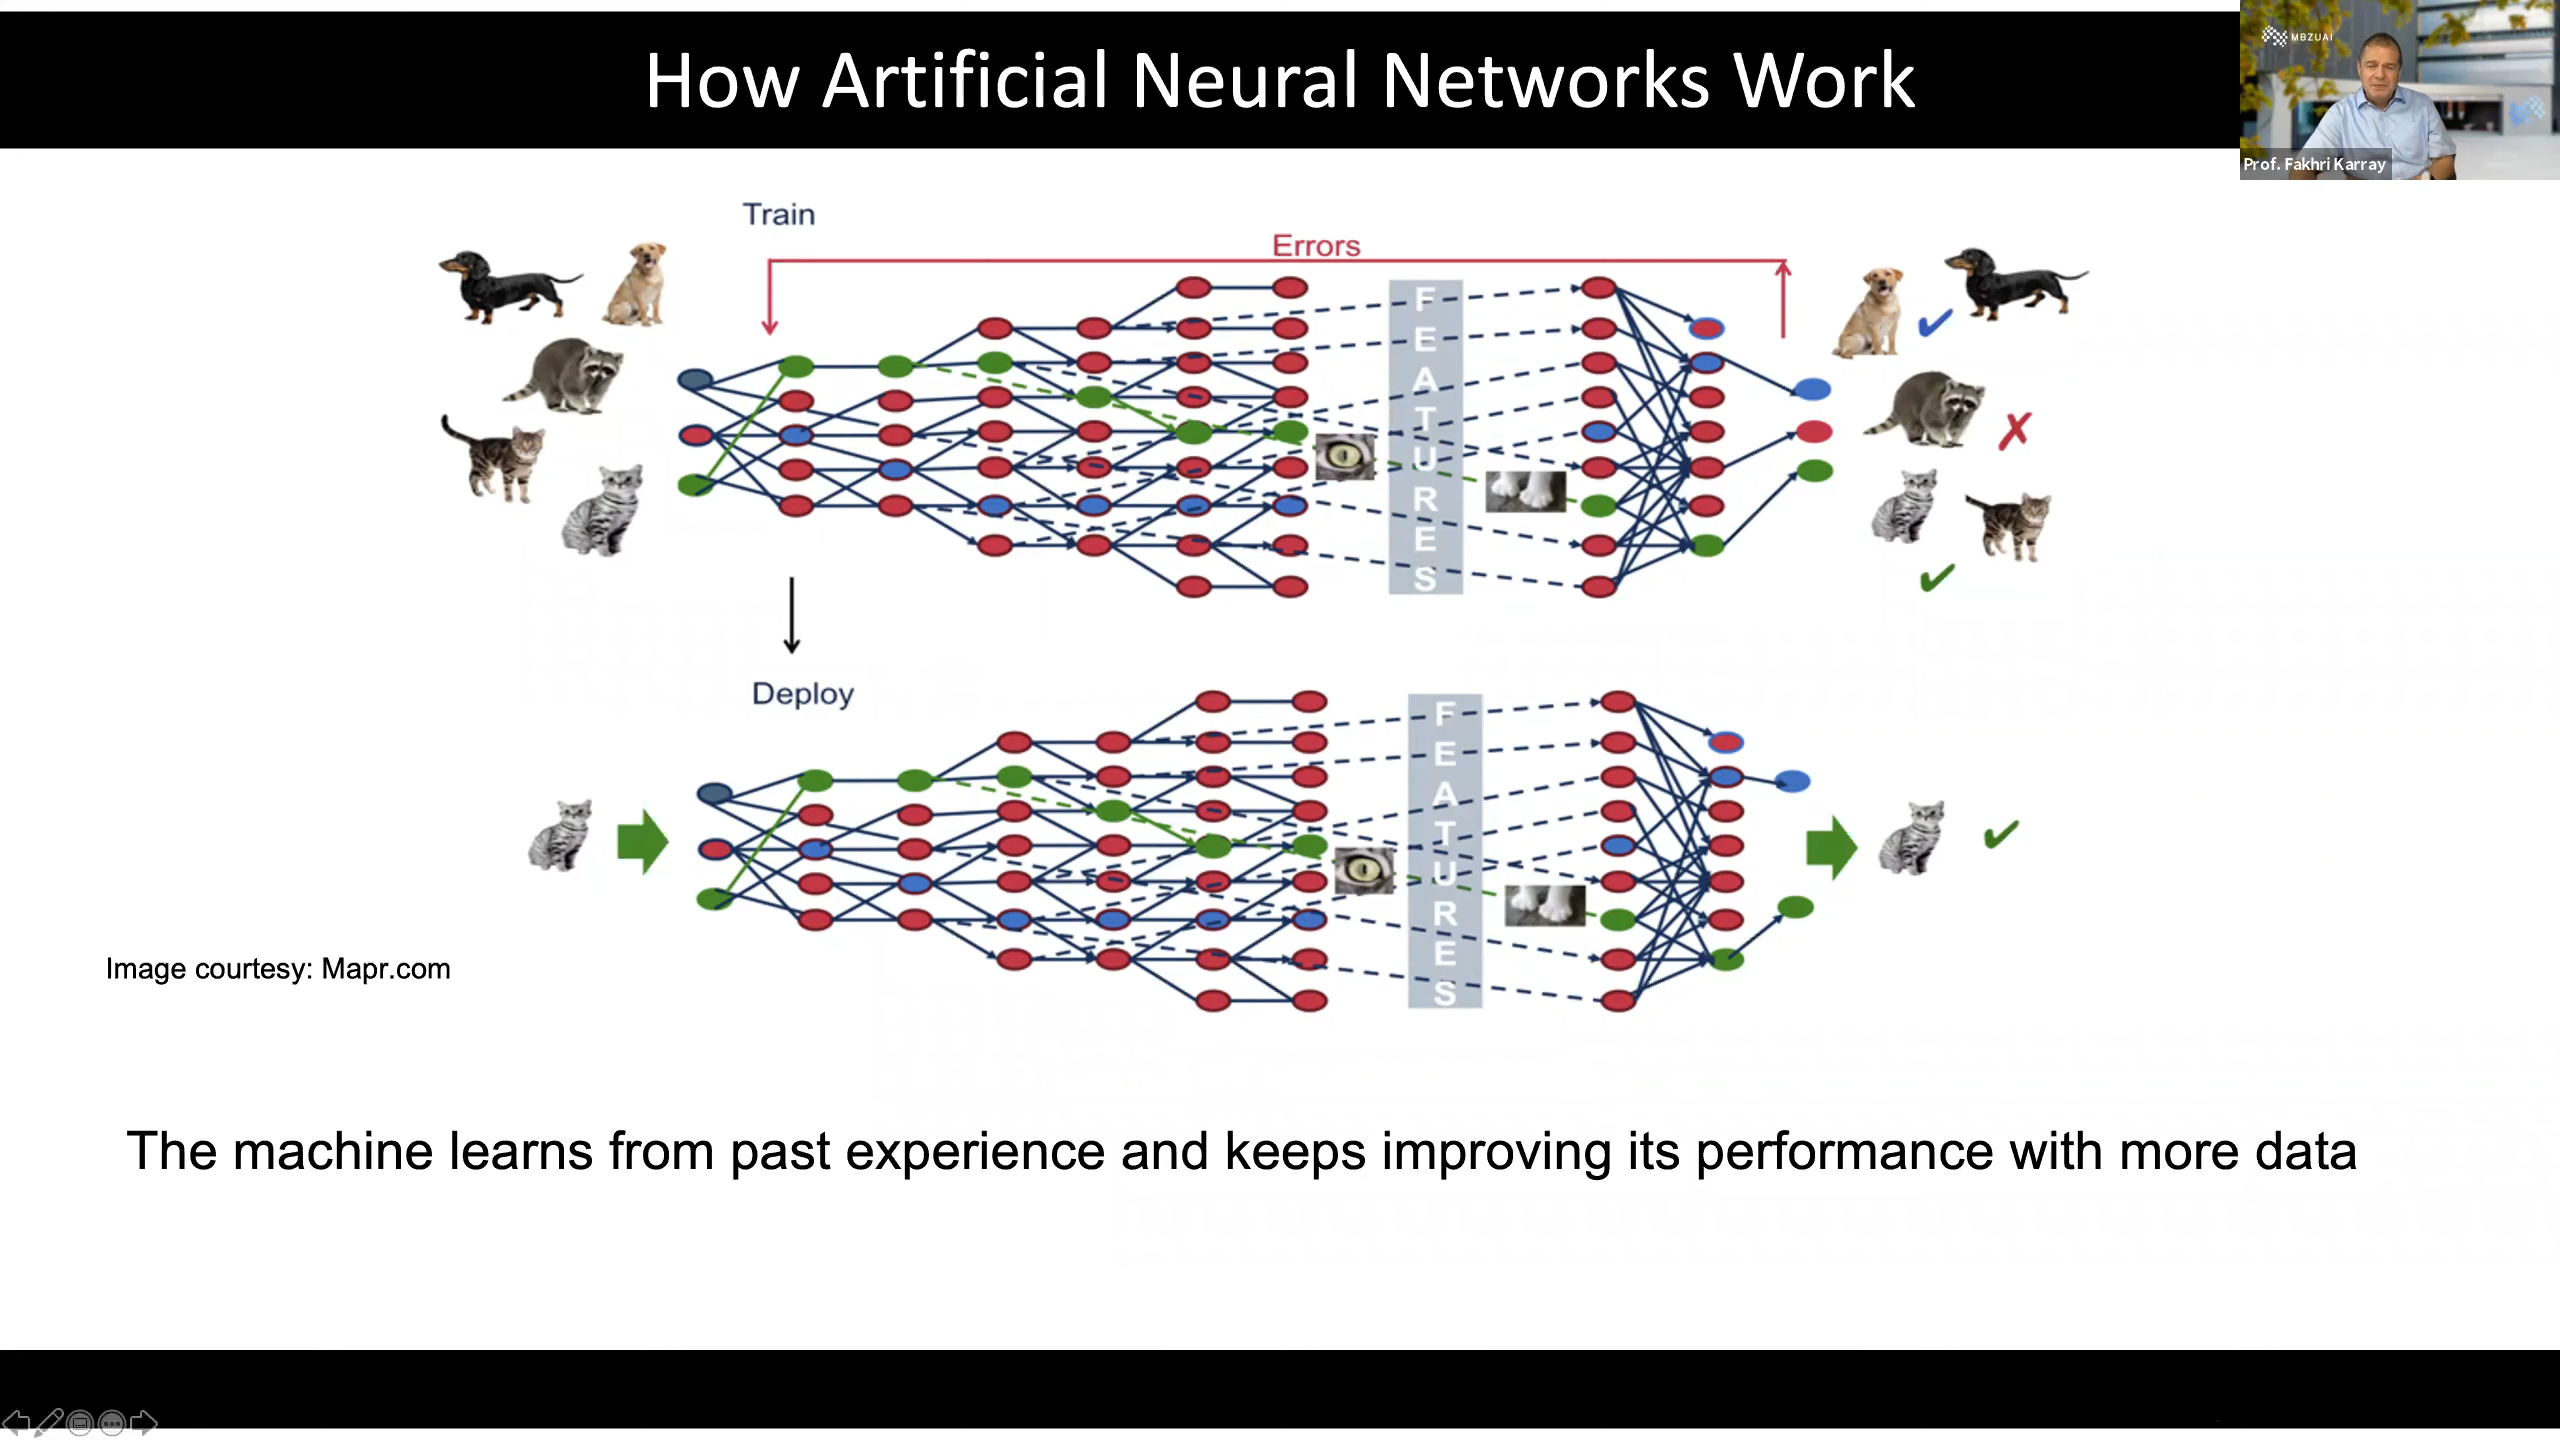 How Artificial Neural Networks Work
MBZUAI
Prof. Fakhri Karray
Train
Errors
FEATURES
Deploy
FEATURES
Image courtesy: Mapr.com
The machine learns from past experience and keeps improving its performance with more data